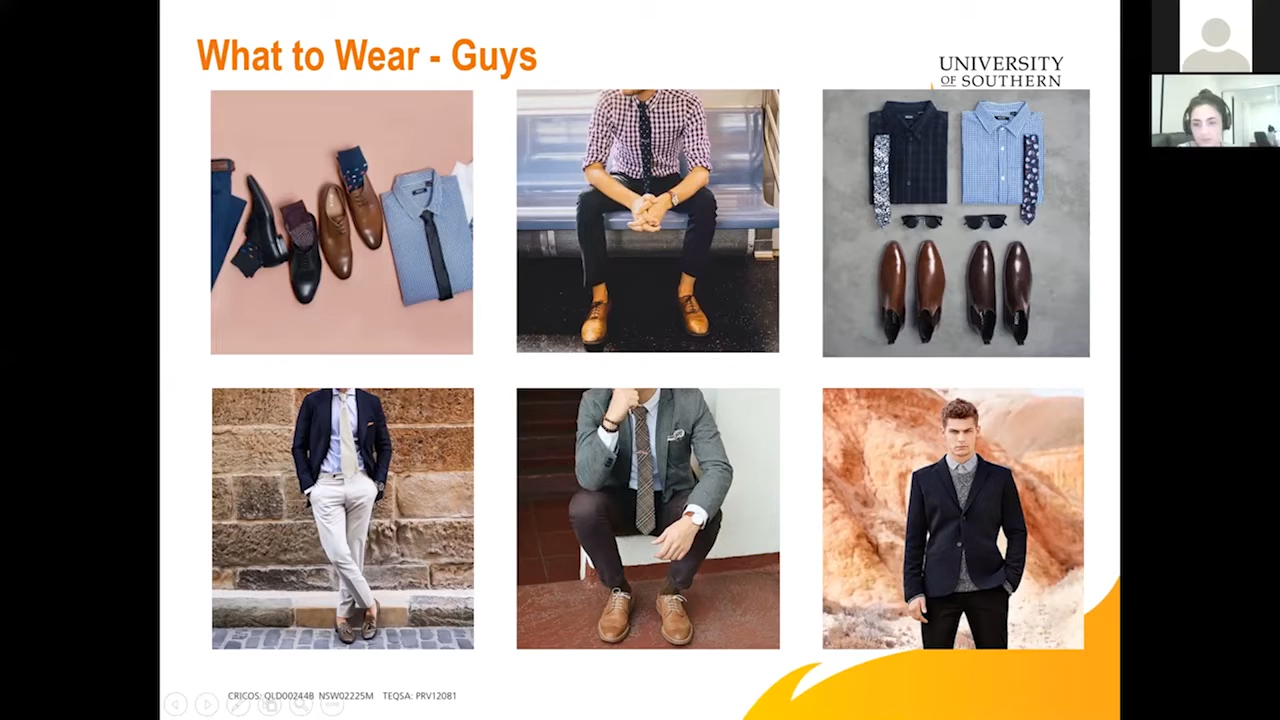 What to Wear - Guys
UNIVERSITY
OF SOUTHERN
CRICOS: QLD00244B NSW02225M TEQSA: PRV12081